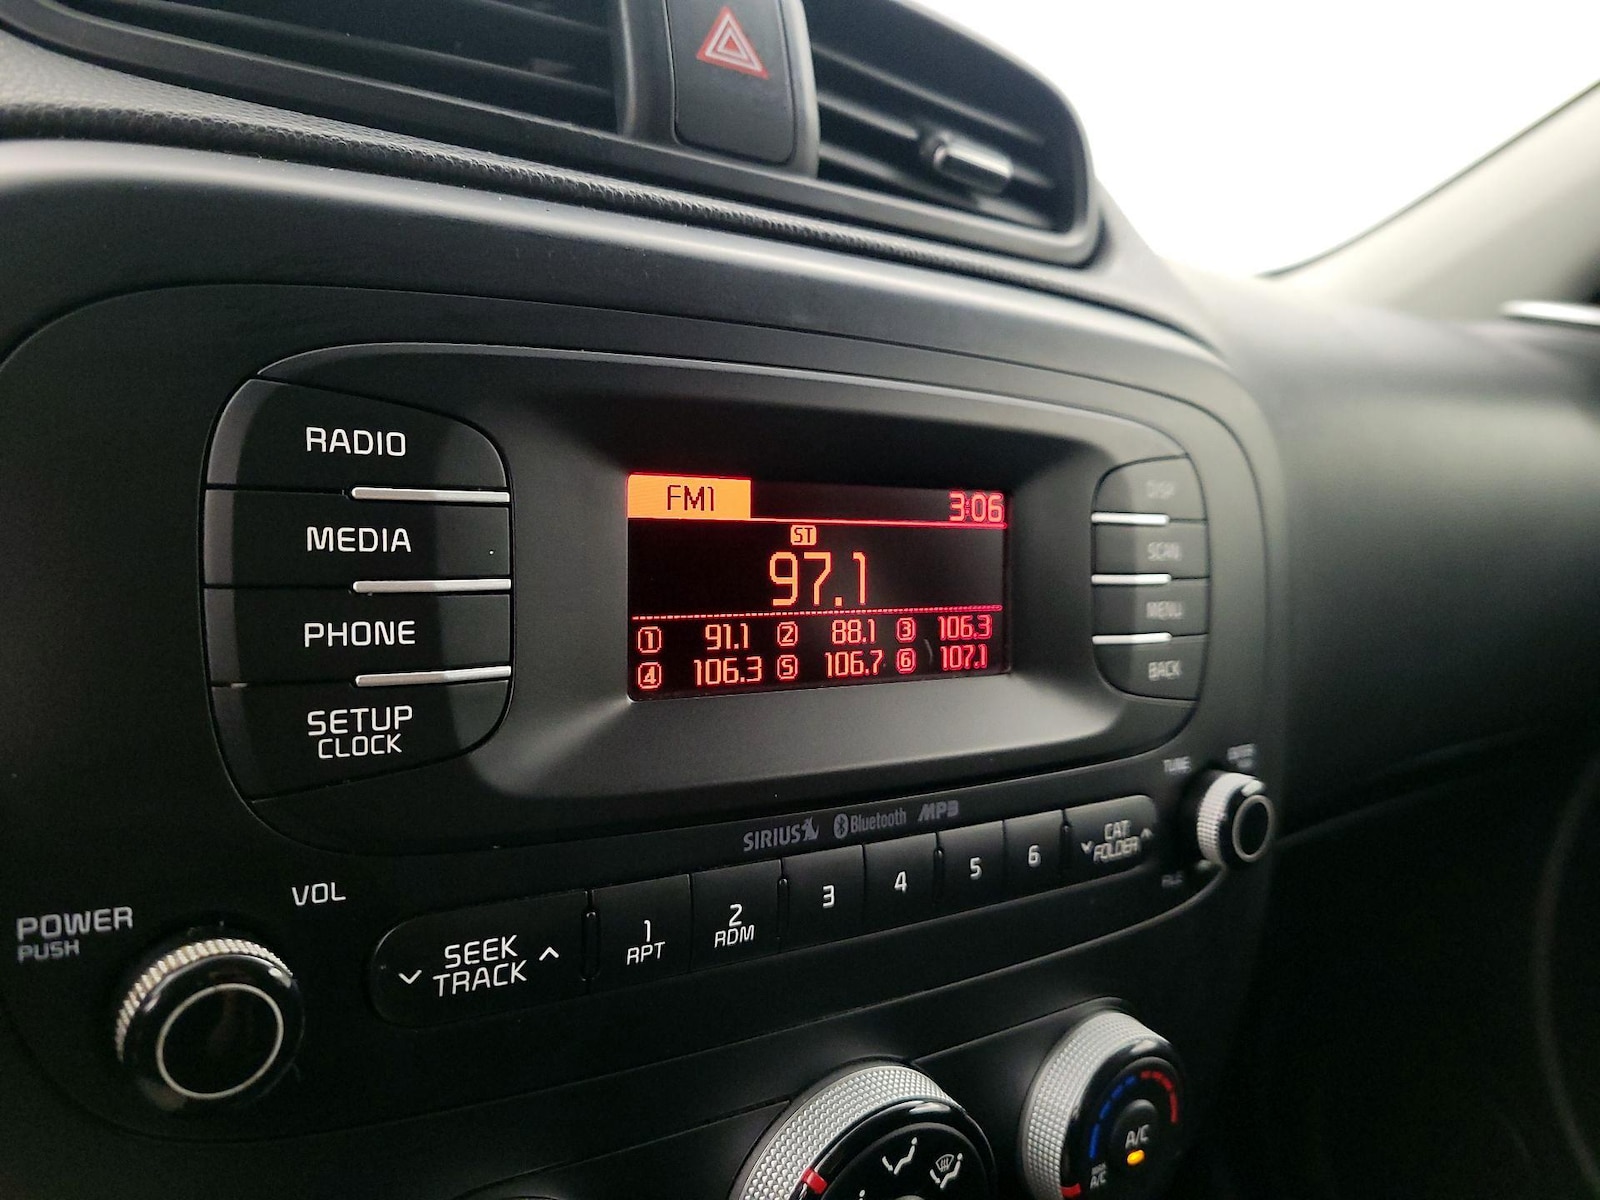 RADIO
MEDIA
PHONE
SETUP
CLOCK
FM1 3:06
ST
97.1
1 91.1 2 88.1 3 106.3
4 106.3 5 106.7 6 107.1
DISP
SCAN
MENU
BACK
TUNE
ENTER
SIRIUS Bluetooth MP3
POWER
PUSH
VOL
SEEK
TRACK
1
RPT
2
RDM
3
4
5
6
CAT
FOLDER
FILE
A/C
MAX
A/C